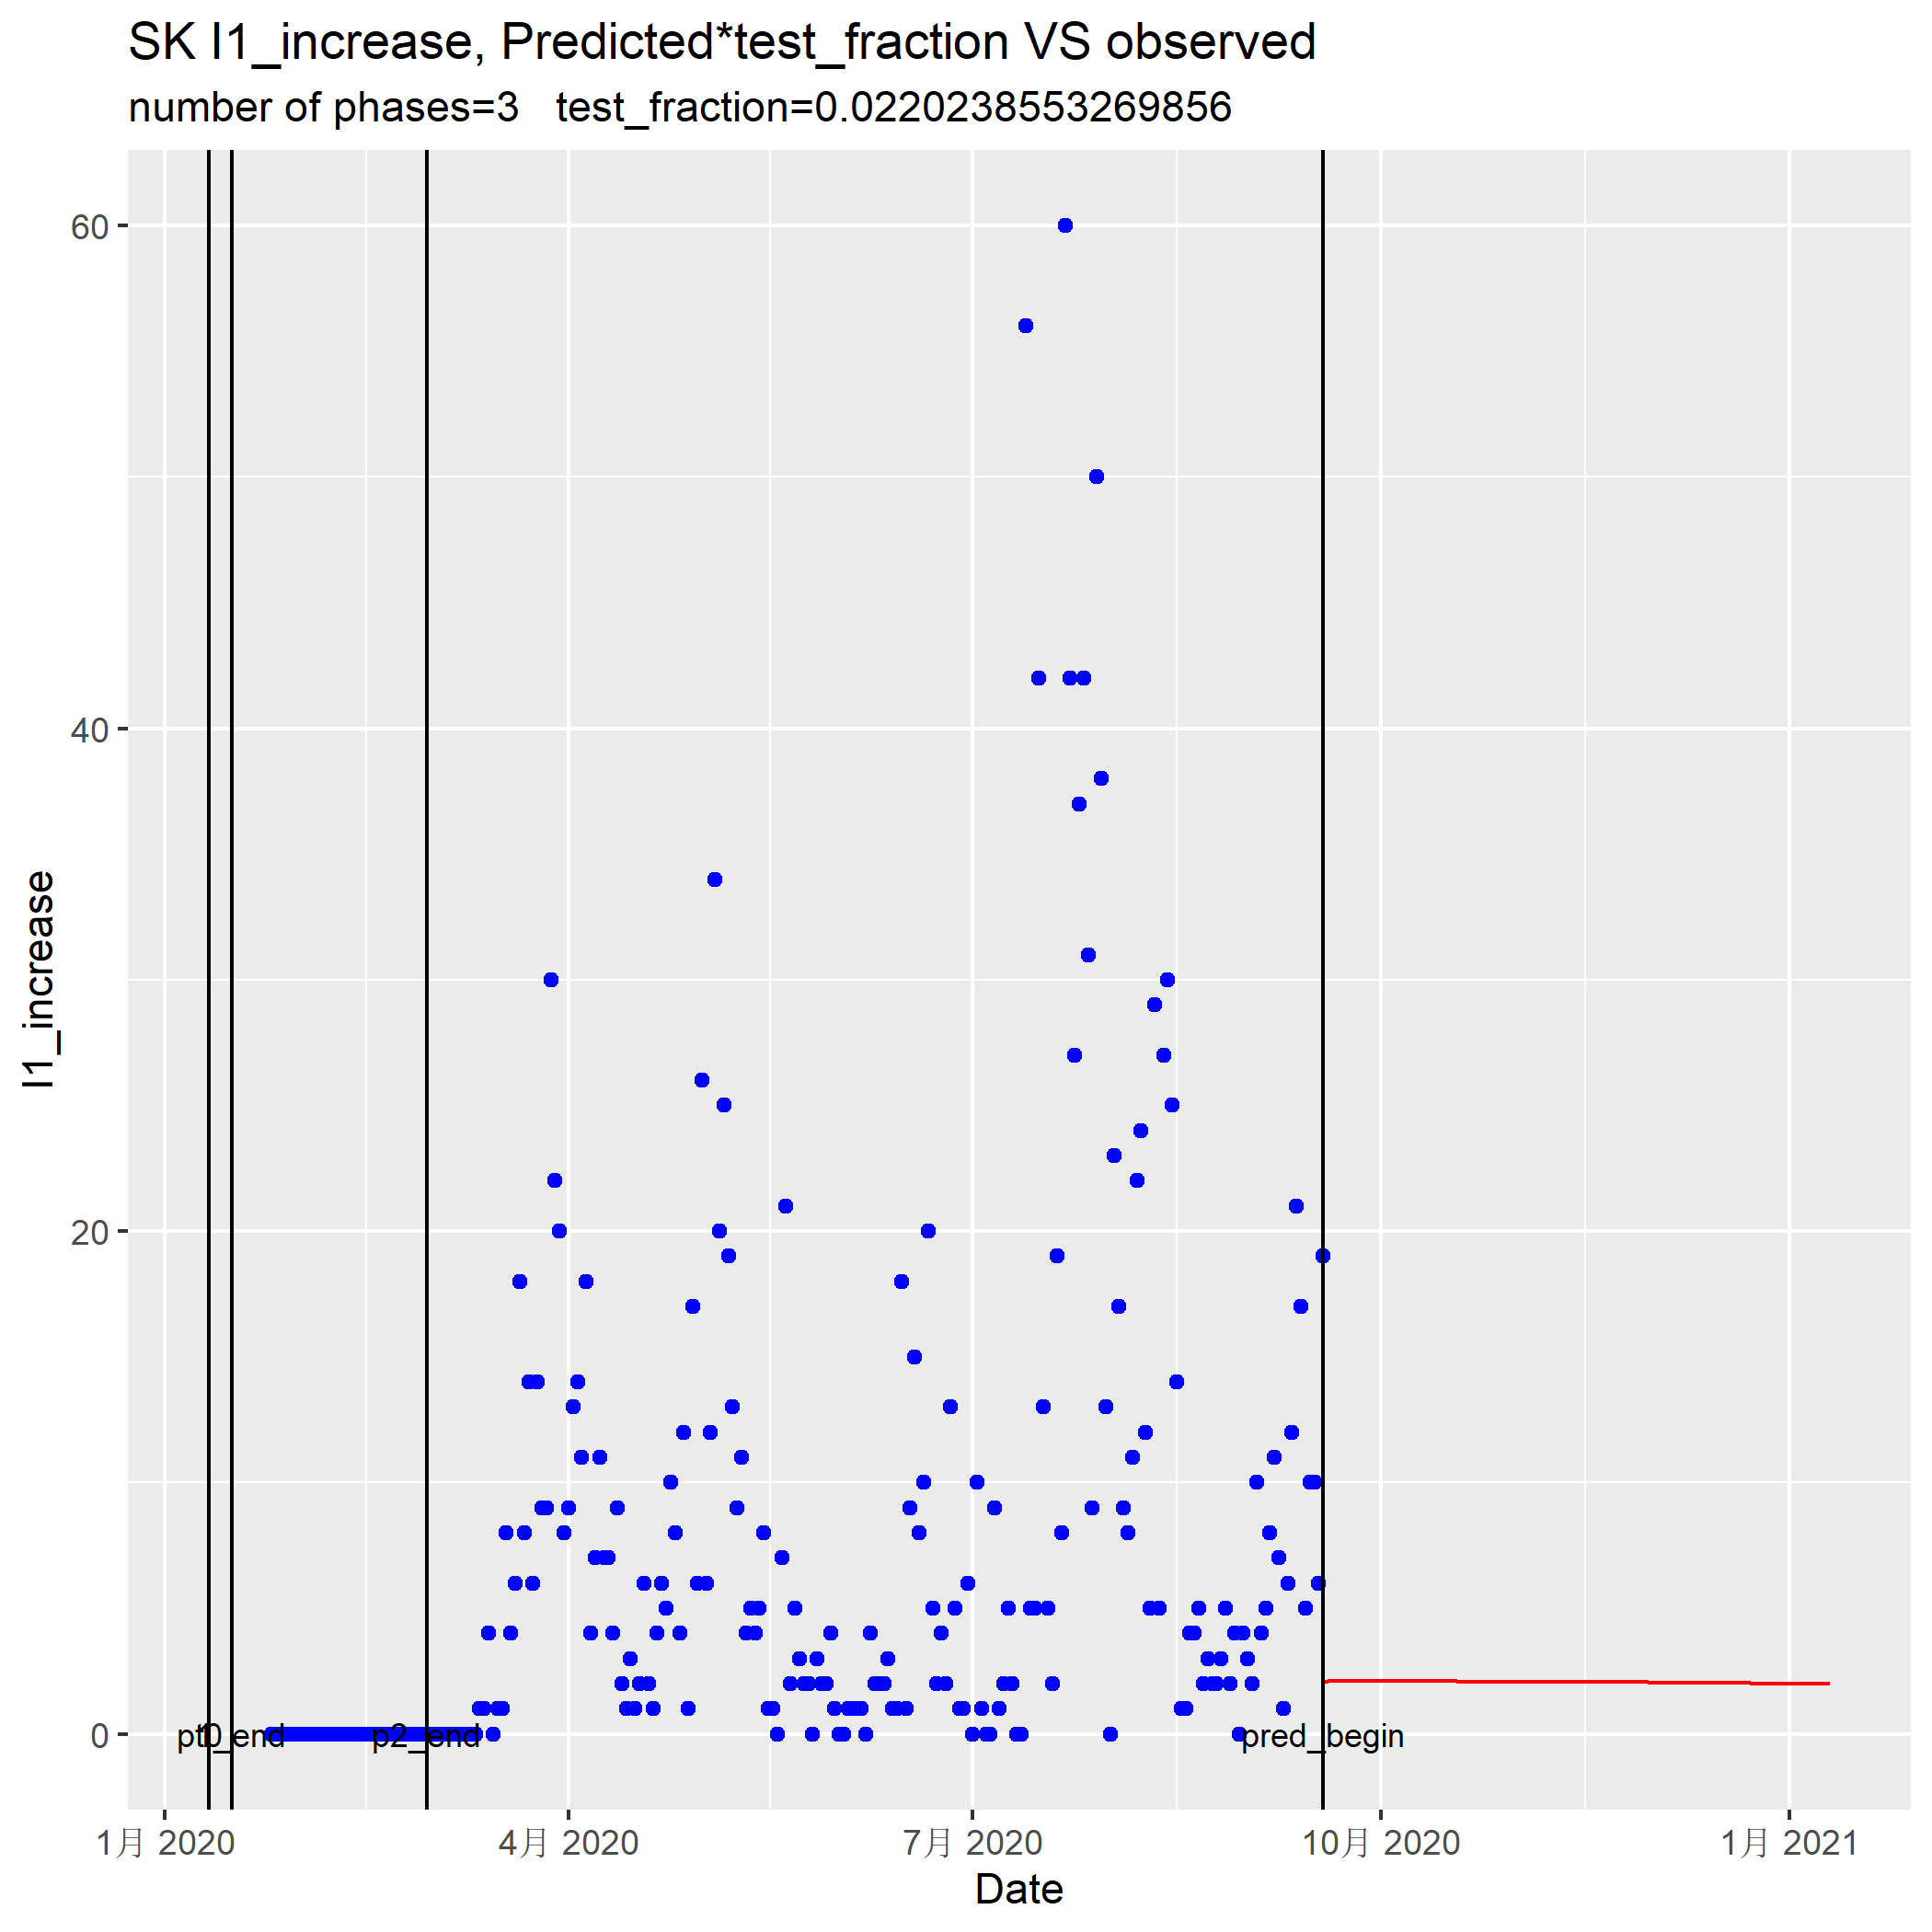 SK I1_increase, Predicted*test_fraction VS observed
number of phases=3   test_fraction=0.0220238553269856
60
40
20
0
I1_increase
p2_end
pred_begin
1月 2020
4月 2020
7月 2020
10月 2020
1月 2021
Date